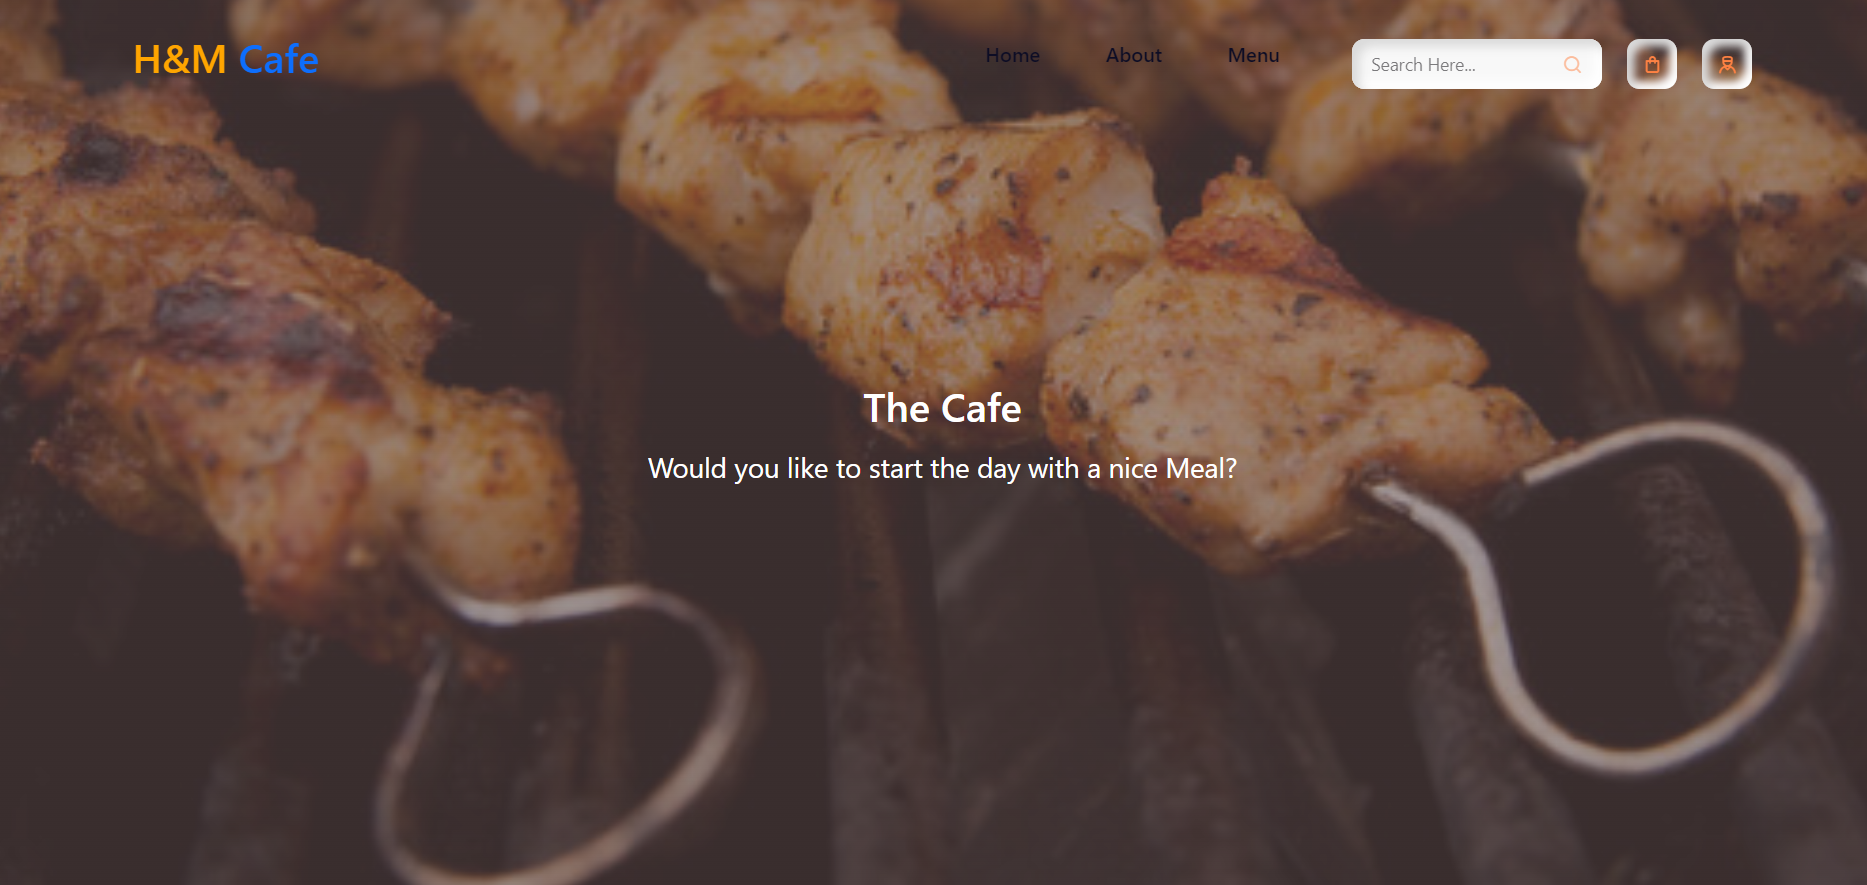 H&M Cafe
Home About Menu
Search Here...
The Cafe
Would you like to start the day with a nice Meal?